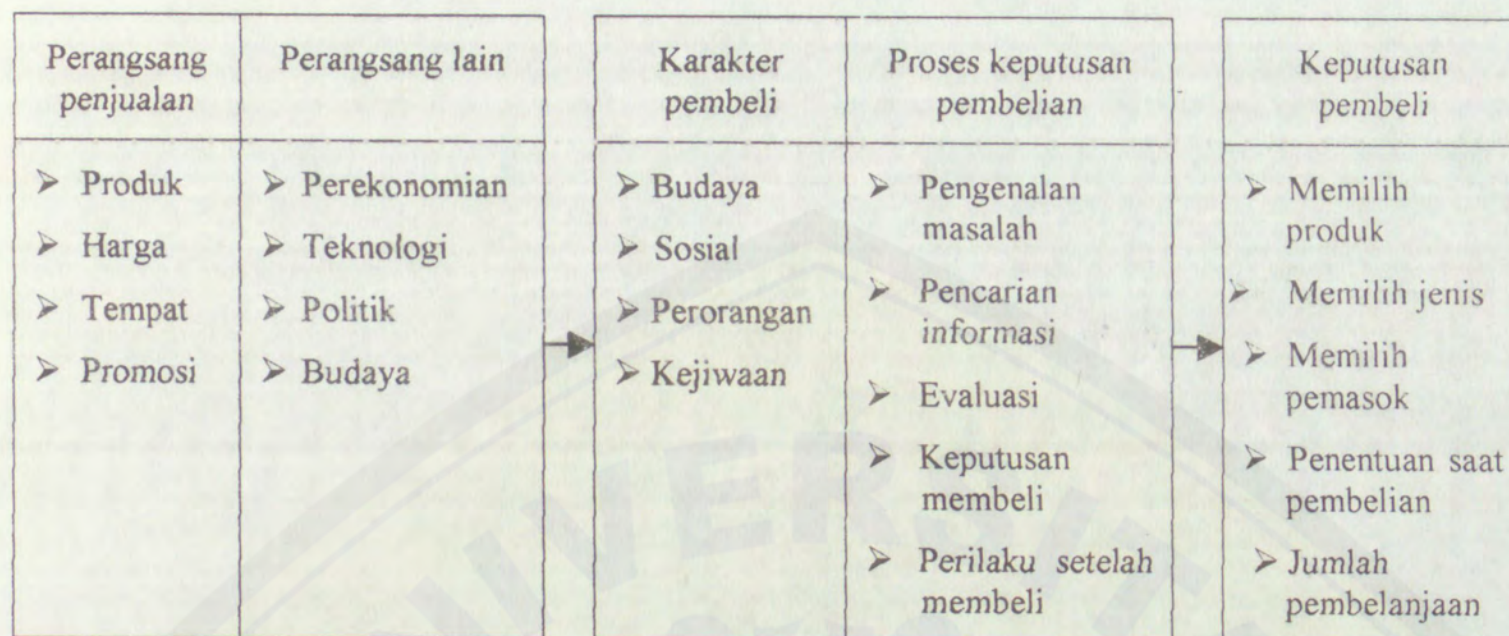 Perangsang
penjualan
➢ Produk
➢ Harga
➢ Tempat
➢ Promosi
Perangsang lain
➢ Perekonomian
➢ Teknologi
➢ Politik
➢ Budaya
Karakter
pembeli
➢ Budaya
➢ Sosial
➢ Perorangan
➢ Kejiwaan
Proses keputusan
pembelian
➢ Pengenalan
masalah
➢ Pencarian
informasi
➢ Evaluasi
➢ Keputusan
membeli
➢ Perilaku setelah
membeli
Keputusan
pembeli
➢ Memilih
produk
➢ Memilih jenis
➢ Memilih
pemasok
➢ Penentuan saat
pembelian
➢ Jumlah
pembelanjaan